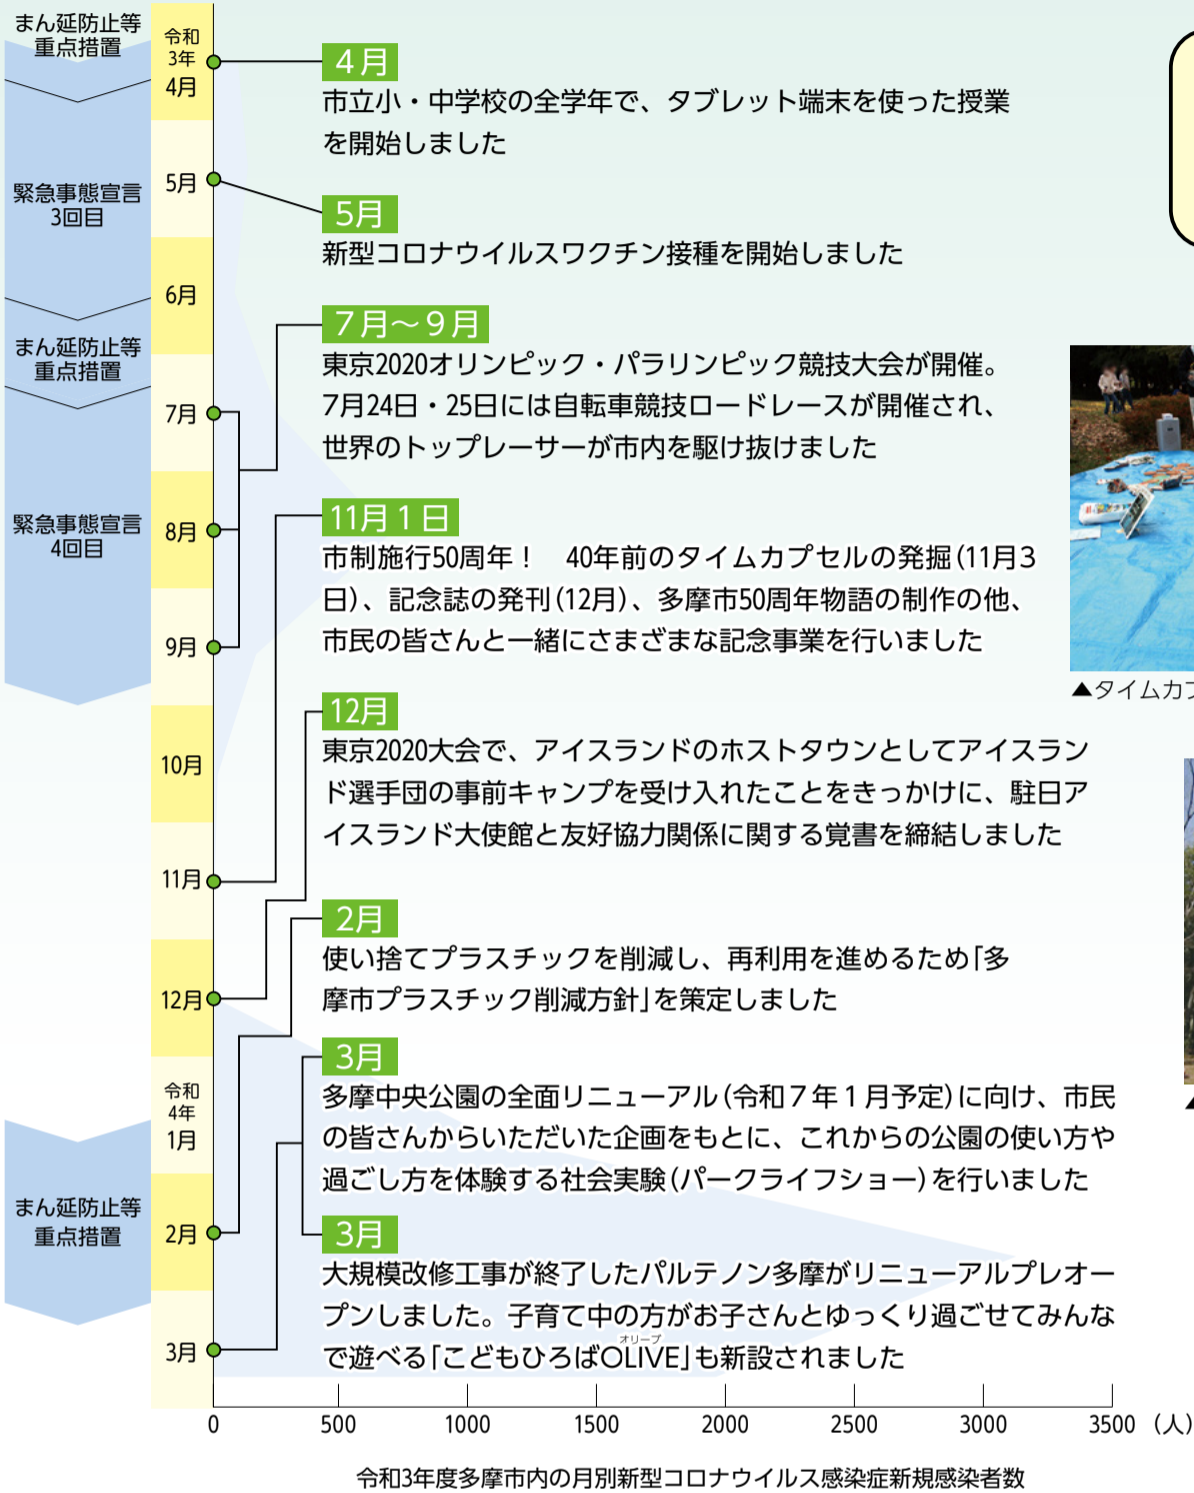 まん延防止等
重点措置
緊急事態宣言
3回目
まん延防止等
重点措置
緊急事態宣言
4回目
まん延防止等
重点措置
令和
3年
4月
5月
6月
7月
8月
9月
10月
11月
12月
令和
4年
1月
2月
3月
4月
市立小・中学校の全学年で、タブレット端末を使った授業
を開始しました
5月
新型コロナウイルスワクチン接種を開始しました
7月～9月
東京2020オリンピック・パラリンピック競技大会が開催。
7月24日・25日には自転車競技ロードレースが開催され、
世界のトップレーサーが市内を駆け抜けました
11月1日
市制施行50周年！　40年前のタイムカプセルの発掘(11月3
日)、記念誌の発刊(12月)、多摩市50周年物語の制作の他、
市民の皆さんと一緒にさまざまな記念事業を行いました
▲タイムカプ
12月
東京2020大会で、アイスランドのホストタウンとしてアイスラン
ド選手団の事前キャンプを受け入れたことをきっかけに、駐日ア
イスランド大使館と友好協力関係に関する覚書を締結しました
2月
使い捨てプラスチックを削減し、再利用を進めるため「多
摩市プラスチック削減方針」を策定しました
3月
多摩中央公園の全面リニューアル(令和7年1月予定)に向け、市民
の皆さんからいただいた企画をもとに、これからの公園の使い方や
過ごし方を体験する社会実験(パークライフショー)を行いました
3月
大規模改修工事が終了したパルテノン多摩がリニューアルプレオー
プンしました。子育て中の方がお子さんとゆっくり過ごせてみんな
オリーブ
で遊べる「こどもひろばOLIVE」も新設されました
0 500 1000 1500 2000 2500 3000 3500 (人)
令和3年度多摩市内の月別新型コロナウイルス感染症新規感染者数